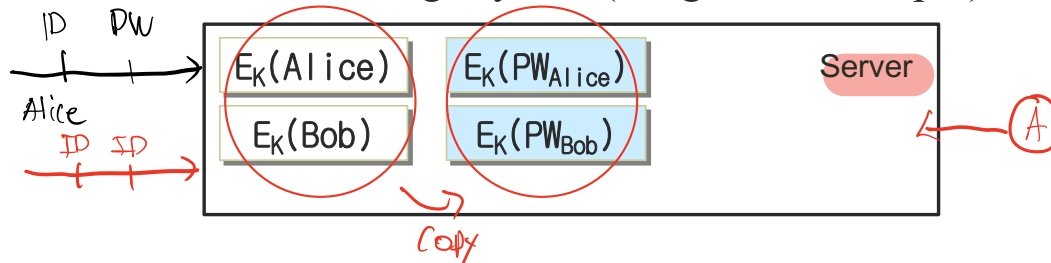 ID PW
E_K(Alice) E_K(PW_Alice) Server
Alice
E_K(Bob) E_K(PW_Bob) A
ID ID
Copy